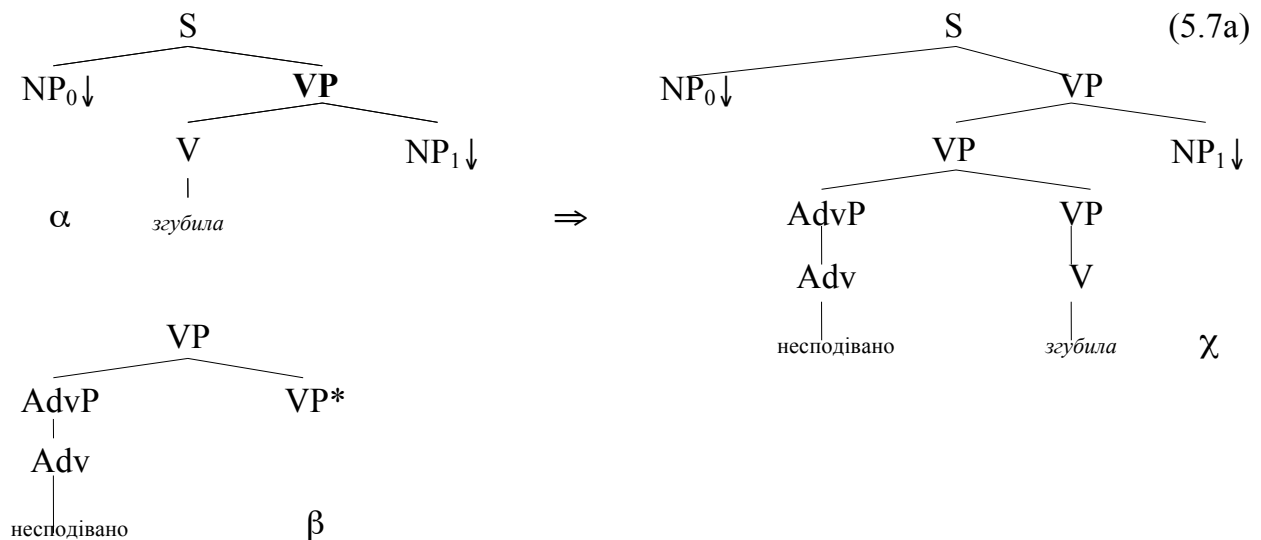 S S (5.7a)
NP₀↓ VP NP₀↓ VP
V NP₁↓ VP NP₁↓
α згубила ⇒ AdvP VP
Adv V
VP несподівано згубила χ
AdvP VP*
Adv
несподівано β